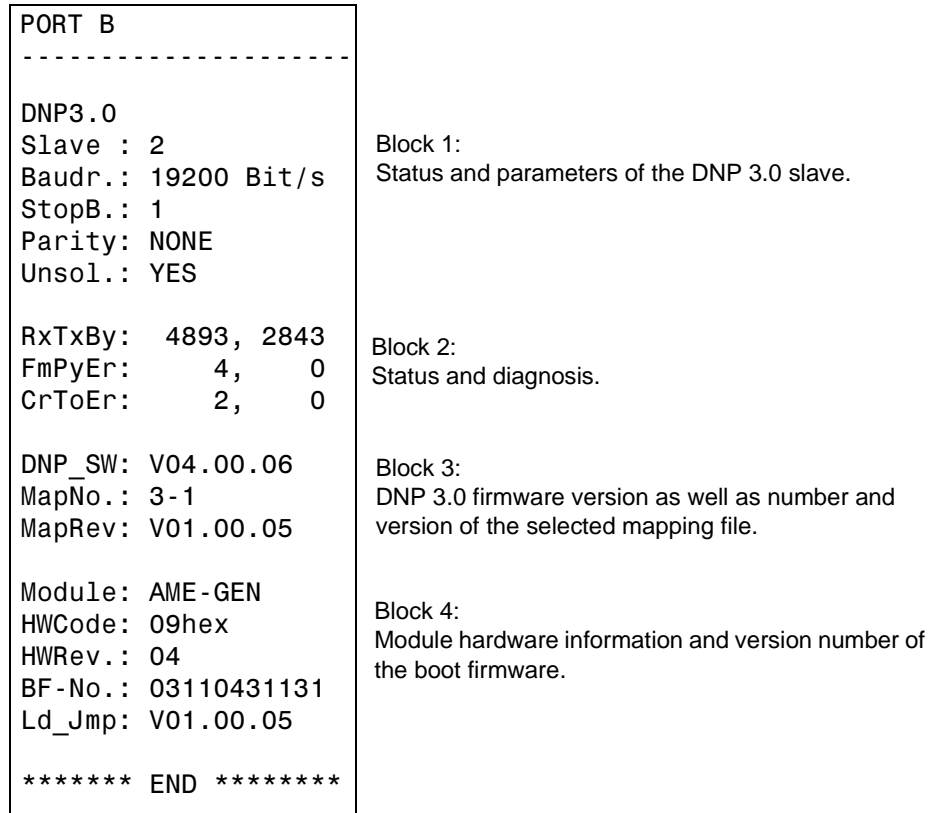 PORT B
---------------------
DNP3.0
Slave : 2
Baudr.: 19200 Bit/s
StopB.: 1
Parity: NONE
Unsol.: YES
Block 1:
Status and parameters of the DNP 3.0 slave.
RxTxBy:  4893, 2843
FmPyEr:     4,    0
CrToEr:     2,    0
Block 2:
Status and diagnosis.
DNP_SW: V04.00.06
MapNo.: 3-1
MapRev: V01.00.05
Block 3:
DNP 3.0 firmware version as well as number and
version of the selected mapping file.
Module: AME-GEN
HWCode: 09hex
HWRev.: 04
BF-No.: 03110431131
Ld_Jmp: V01.00.05
Block 4:
Module hardware information and version number of
the boot firmware.
******* END ********